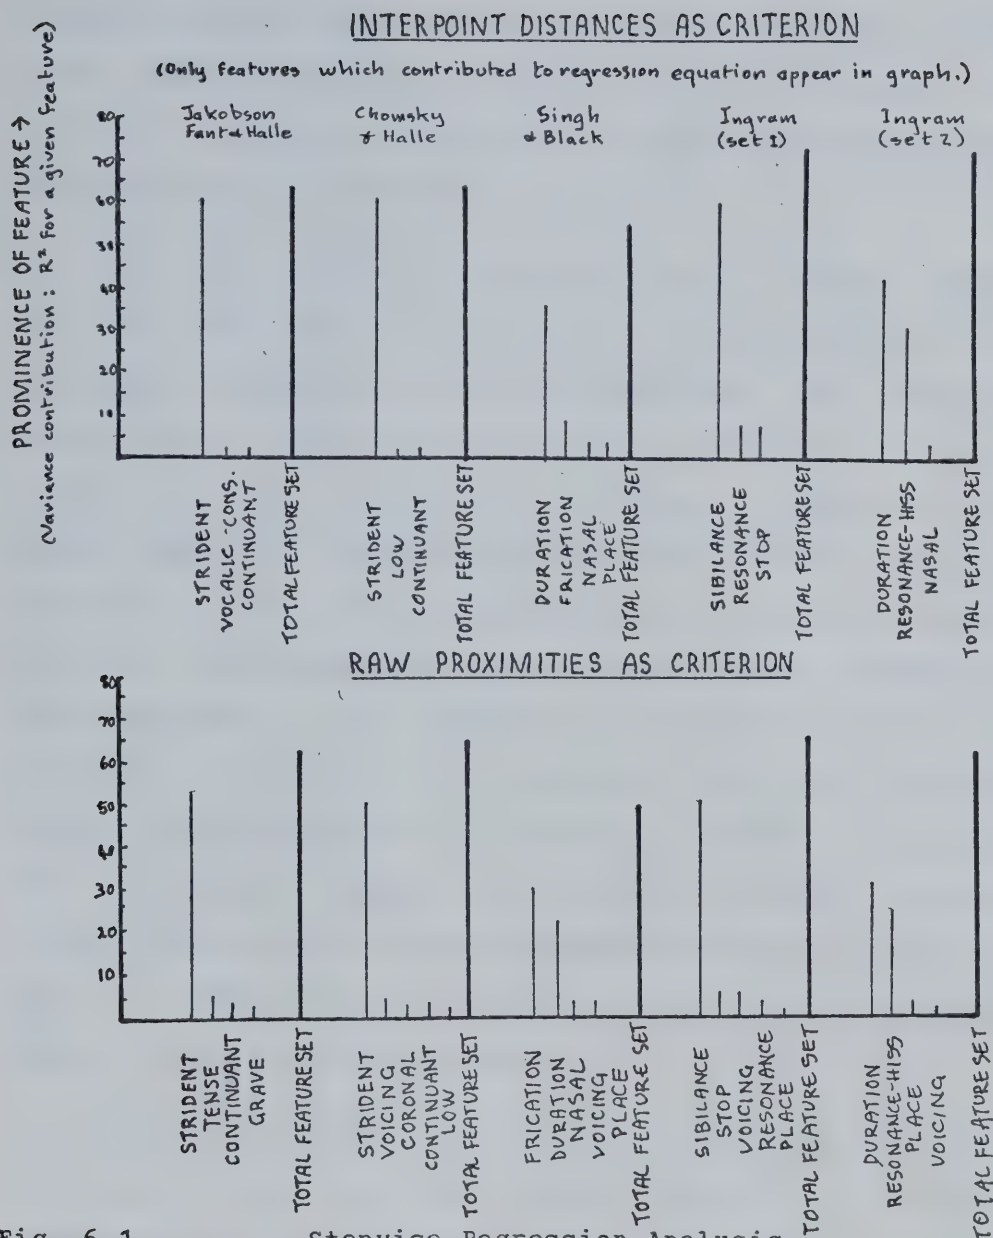 INTERPOINT DISTANCES AS CRITERION
(Only features which contributed to regression equation appear in graph.)
PROMINENCE OF FEATURE →
(Variance contribution: R² for a given feature)
Jakobson
Fant & Halle
Chomsky
& Halle
Singh
& Black
Ingram
(set 1)
Ingram
(set 2)
80
70
60
50
40
30
20
10
STRIDENT
VOCALIC-CONS.
CONTINUANT
TOTAL FEATURE SET
STRIDENT
LOW
CONTINUANT
TOTAL FEATURE SET
DURATION
FRICATION
NASAL
PLACE
TOTAL FEATURE SET
SIBILANCE
RESONANCE
STOP
TOTAL FEATURE SET
DURATION
RESONANCE-HISS
NASAL
TOTAL FEATURE SET
RAW PROXIMITIES AS CRITERION
80
70
60
50
40
30
20
10
STRIDENT
TENSE
CONTINUANT
GRAVE
TOTAL FEATURE SET
STRIDENT
VOICING
CORONAL
CONTINUANT
LOW
TOTAL FEATURE SET
FRICATION
DURATION
NASAL
VOICING
PLACE
TOTAL FEATURE SET
SIBILANCE
STOP
VOICING
RESONANCE
PLACE
TOTAL FEATURE SET
DURATION
RESONANCE-HISS
PLACE
VOICING
TOTAL FEATURE SET
Fig. 6.1 Stepwise Regression Analysis